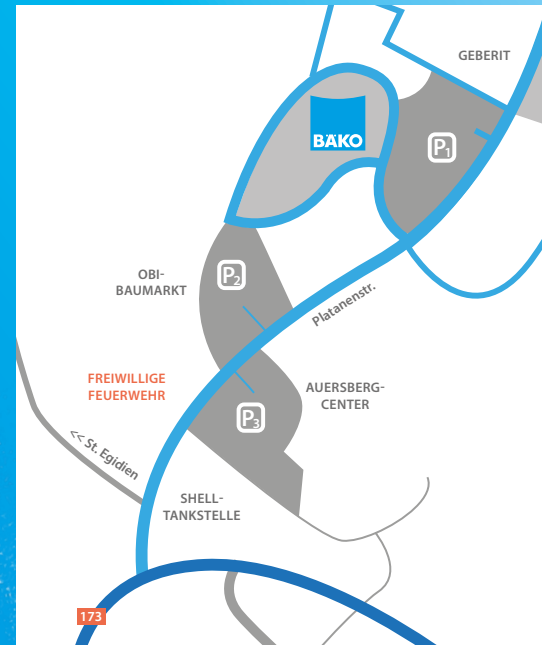 GEBERIT
BÄKO
P1
P2
OBI-
BAUMARKT
Platanenstr.
FREIWILLIGE
FEUERWEHR
AUERSBERG-
CENTER
P3
<< St. Egidien
SHELL-
TANKSTELLE
173